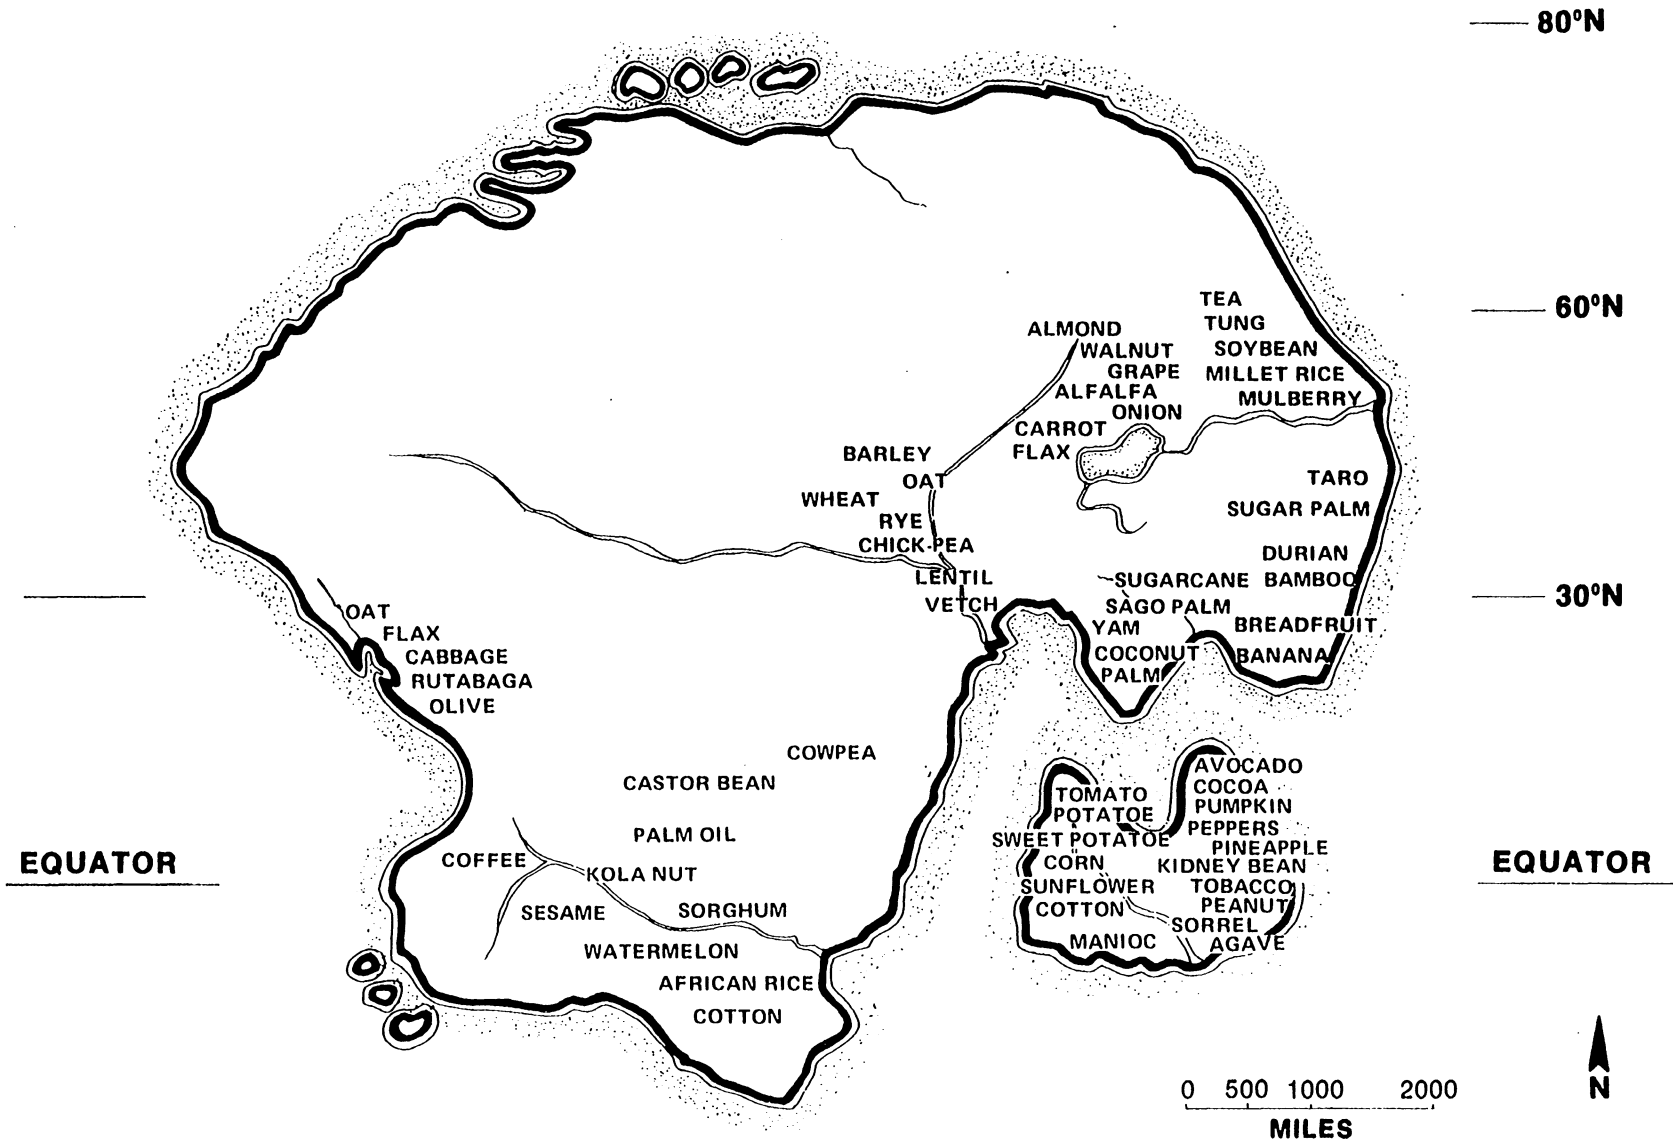 80ºN
60ºN
TEA
TUNG
ALMOND
WALNUT
SOYBEAN
GRAPE
MILLET RICE
ALFALFA
MULBERRY
ONION
CARROT
FLAX
BARLEY
OAT
WHEAT
RYE
CHICK-PEA
LENTIL
VETCH
TARO
SUGAR PALM
DURIAN
SUGARCANE BAMBOO
SAGO PALM
YAM
BREADFRUIT
COCONUT
PALM
BANANA
30ºN
OAT
FLAX
CABBAGE
RUTABAGA
OLIVE
COWPEA
CASTOR BEAN
PALM OIL
COFFEE
KOLA NUT
SESAME
SORGHUM
WATERMELON
AFRICAN RICE
COTTON
TOMATO
POTATOE
SWEET POTATOE
CORN
SUNFLOWER
COTTON
MANIOC
AVOCADO
COCOA
PUMPKIN
PEPPERS
PINEAPPLE
KIDNEY BEAN
TOBACCO
PEANUT
SORREL
AGAVE
EQUATOR
EQUATOR
N
0 500 1000 2000
MILES